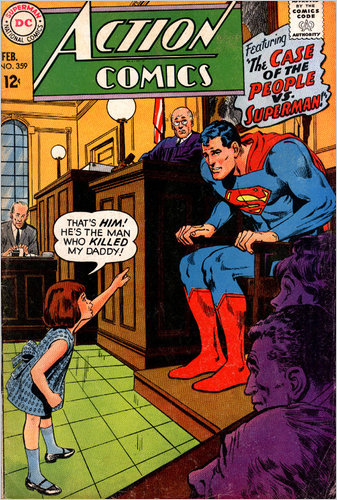 SUPERMAN
DC
NATIONAL COMICS
ACTION
COMICS
FEB.
NO. 359
12¢
APPROVED
BY THE
COMICS
CODE
AUTHORITY
Featuring
"The CASE
OF THE
PEOPLE
VS.
SUPERMAN!"
THAT'S HIM!
HE'S THE MAN
WHO KILLED
MY DADDY!
S